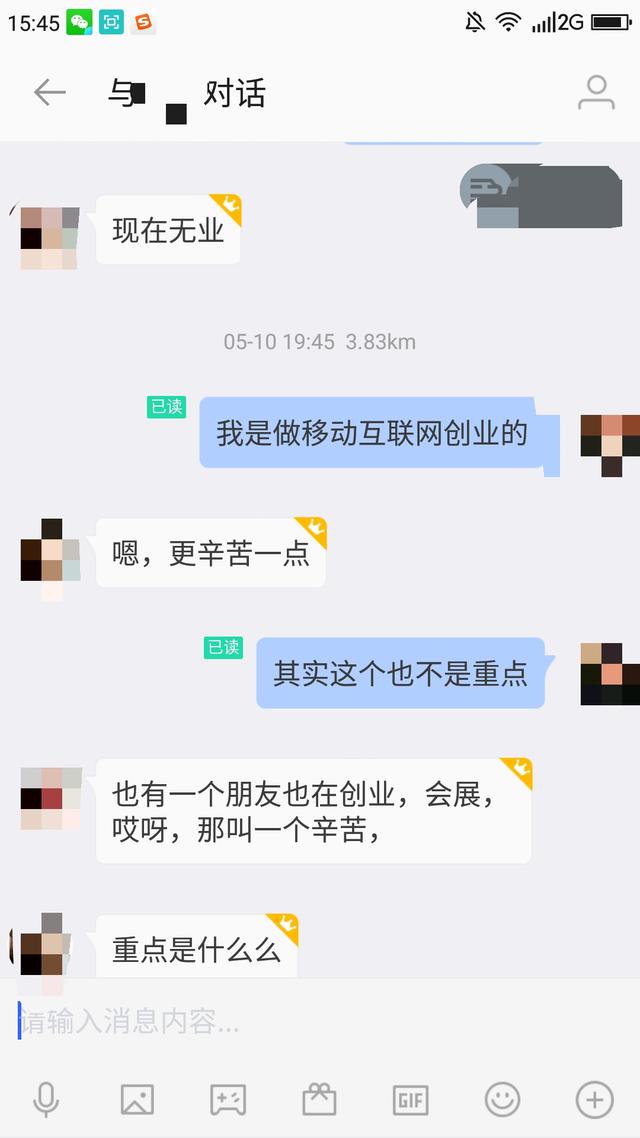 15:45
2G
与
对话
现在无业
05-10 19:45 3.83km
已读
我是做移动互联网创业的
嗯，更辛苦一点
已读
其实这个也不是重点
也有一个朋友也在创业，会展，
哎呀，那叫一个辛苦，
重点是什么么
请输入消息内容...
GIF